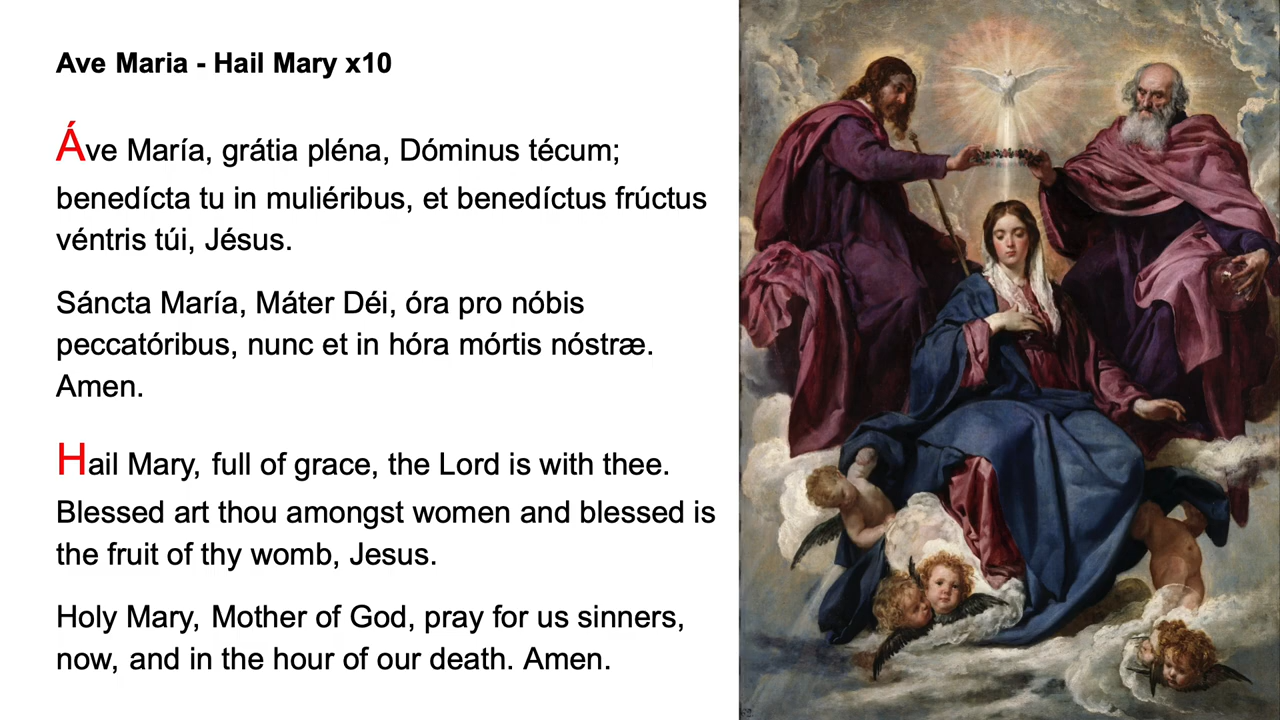 Ave Maria - Hail Mary x10
Áve María, grátia pléna, Dóminus técum;
benedícta tu in muliéribus, et benedíctus frúctus
véntris túi, Jésus.
Sáncta María, Máter Déi, óra pro nóbis
peccatóribus, nunc et in hóra mórtis nóstræ.
Amen.
Hail Mary, full of grace, the Lord is with thee.
Blessed art thou amongst women and blessed is
the fruit of thy womb, Jesus.
Holy Mary, Mother of God, pray for us sinners,
now, and in the hour of our death. Amen.